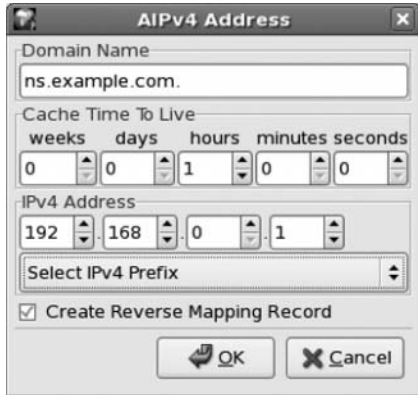 AIPv4 Address
Domain Name
ns.example.com.
Cache Time To Live
weeks days hours minutes seconds
0 0 1 0 0
IPv4 Address
192 . 168 . 0 . 1
Select IPv4 Prefix
Create Reverse Mapping Record
OK Cancel